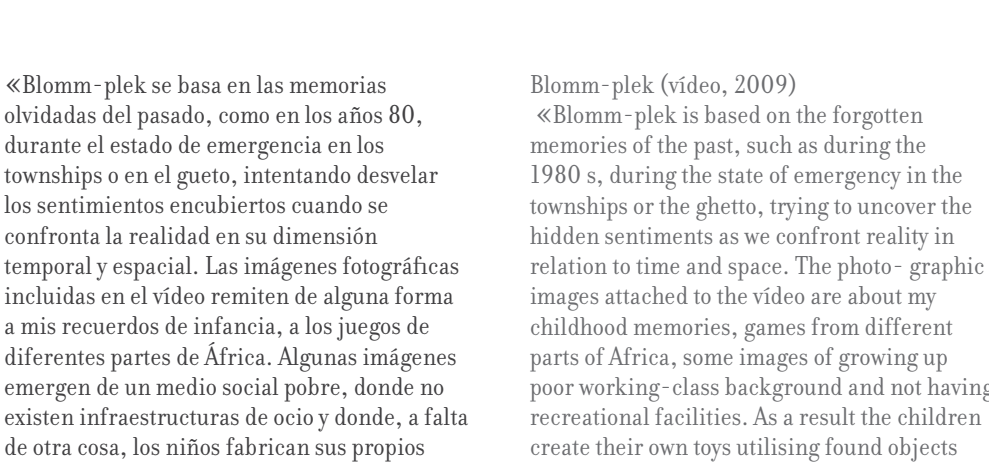 «Blomm-plek se basa en las memorias
olvidadas del pasado, como en los años 80,
durante el estado de emergencia en los
townships o en el gueto, intentando desvelar
los sentimientos encubiertos cuando se
confronta la realidad en su dimensión
temporal y espacial. Las imágenes fotográficas
incluidas en el vídeo remiten de alguna forma
a mis recuerdos de infancia, a los juegos de
diferentes partes de África. Algunas imágenes
emergen de un medio social pobre, donde no
existen infraestructuras de ocio y donde, a falta
de otra cosa, los niños fabrican sus propios
Blomm-plek (vídeo, 2009)
«Blomm-plek is based on the forgotten
memories of the past, such as during the
1980 s, during the state of emergency in the
townships or the ghetto, trying to uncover the
hidden sentiments as we confront reality in
relation to time and space. The photo- graphic
images attached to the vídeo are about my
childhood memories, games from different
parts of Africa, some images of growing up
poor working-class background and not having
recreational facilities. As a result the children
create their own toys utilising found objects